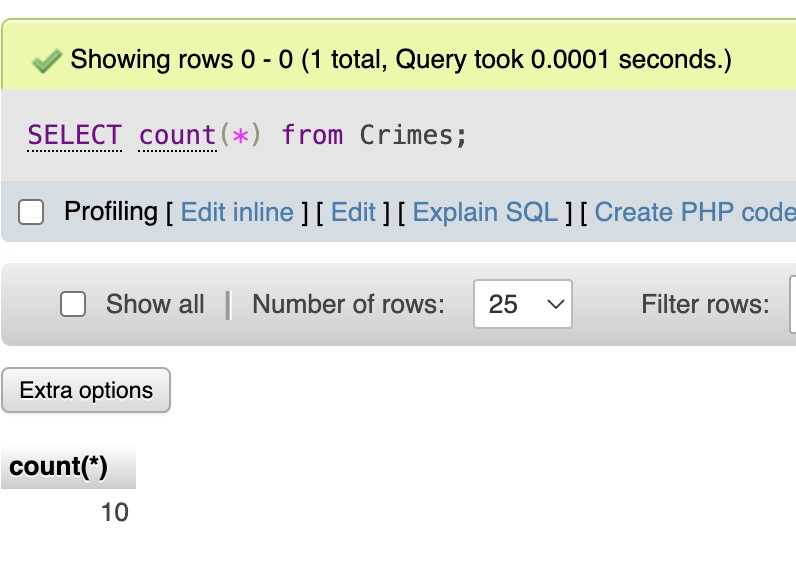 Showing rows 0 - 0 (1 total, Query took 0.0001 seconds.)
SELECT count(*) from Crimes;
Profiling [ Edit inline ] [ Edit ] [ Explain SQL ] [ Create PHP code
Show all | Number of rows: 25 Filter rows:
Extra options
count(*)
10